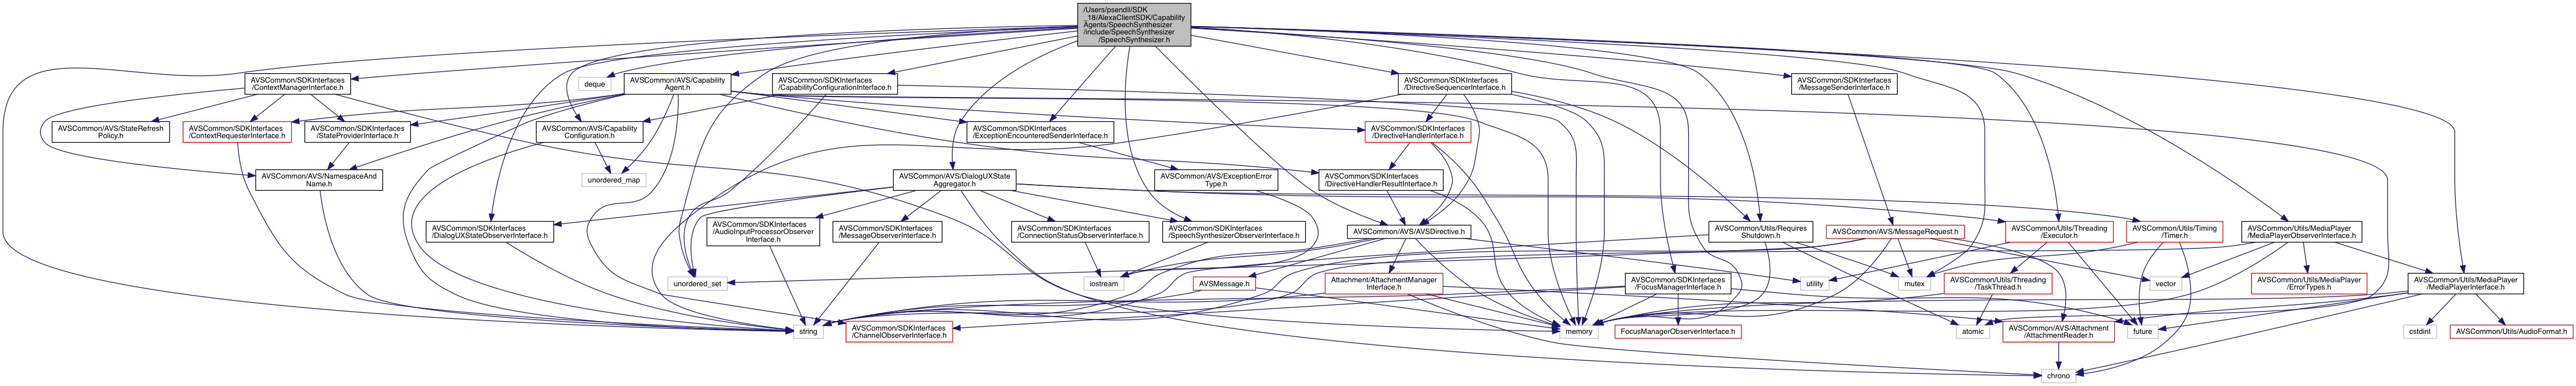 /Users/psendil/SDK
_18/AlexaClientSDK/Capability
Agents/SpeechSynthesizer
/include/SpeechSynthesizer
/SpeechSynthesizer.h
AVSCommon/SDKInterfaces
/ContextManagerInterface.h
deque
AVSCommon/AVS/Capability
Agent.h
AVSCommon/SDKInterfaces
/CapabilityConfigurationInterface.h
AVSCommon/SDKInterfaces
/DirectiveSequencerInterface.h
AVSCommon/SDKInterfaces
/MessageSenderInterface.h
AVSCommon/AVS/StateRefresh
Policy.h
AVSCommon/SDKInterfaces
/ContextRequesterInterface.h
AVSCommon/SDKInterfaces
/StateProviderInterface.h
AVSCommon/AVS/Capability
Configuration.h
AVSCommon/SDKInterfaces
/ExceptionEncounteredSenderInterface.h
AVSCommon/SDKInterfaces
/DirectiveHandlerInterface.h
AVSCommon/AVS/NamespaceAnd
Name.h
unordered_map
AVSCommon/AVS/DialogUXState
Aggregator.h
AVSCommon/AVS/ExceptionError
Type.h
AVSCommon/SDKInterfaces
/DirectiveHandlerResultInterface.h
AVSCommon/SDKInterfaces
/DialogUXStateObserverInterface.h
AVSCommon/SDKInterfaces
/AudioInputProcessorObserver
Interface.h
AVSCommon/SDKInterfaces
/MessageObserverInterface.h
AVSCommon/SDKInterfaces
/ConnectionStatusObserverInterface.h
AVSCommon/SDKInterfaces
/SpeechSynthesizerObserverInterface.h
AVSCommon/AVS/AVSDirective.h
AVSCommon/Utils/Requires
Shutdown.h
AVSCommon/AVS/MessageRequest.h
AVSCommon/Utils/Threading
/Executor.h
AVSCommon/Utils/Timing
/Timer.h
AVSCommon/Utils/MediaPlayer
/MediaPlayerObserverInterface.h
unordered_set
iostream
AVSMessage.h
Attachment/AttachmentManager
Interface.h
utility
AVSCommon/SDKInterfaces
/FocusManagerInterface.h
mutex
AVSCommon/Utils/Threading
/TaskThread.h
vector
AVSCommon/Utils/MediaPlayer
/ErrorTypes.h
AVSCommon/Utils/MediaPlayer
/MediaPlayerInterface.h
string
AVSCommon/SDKInterfaces
/ChannelObserverInterface.h
memory
FocusManagerObserverInterface.h
atomic
AVSCommon/AVS/Attachment
/AttachmentReader.h
future
cstdint
AVSCommon/Utils/AudioFormat.h
chrono